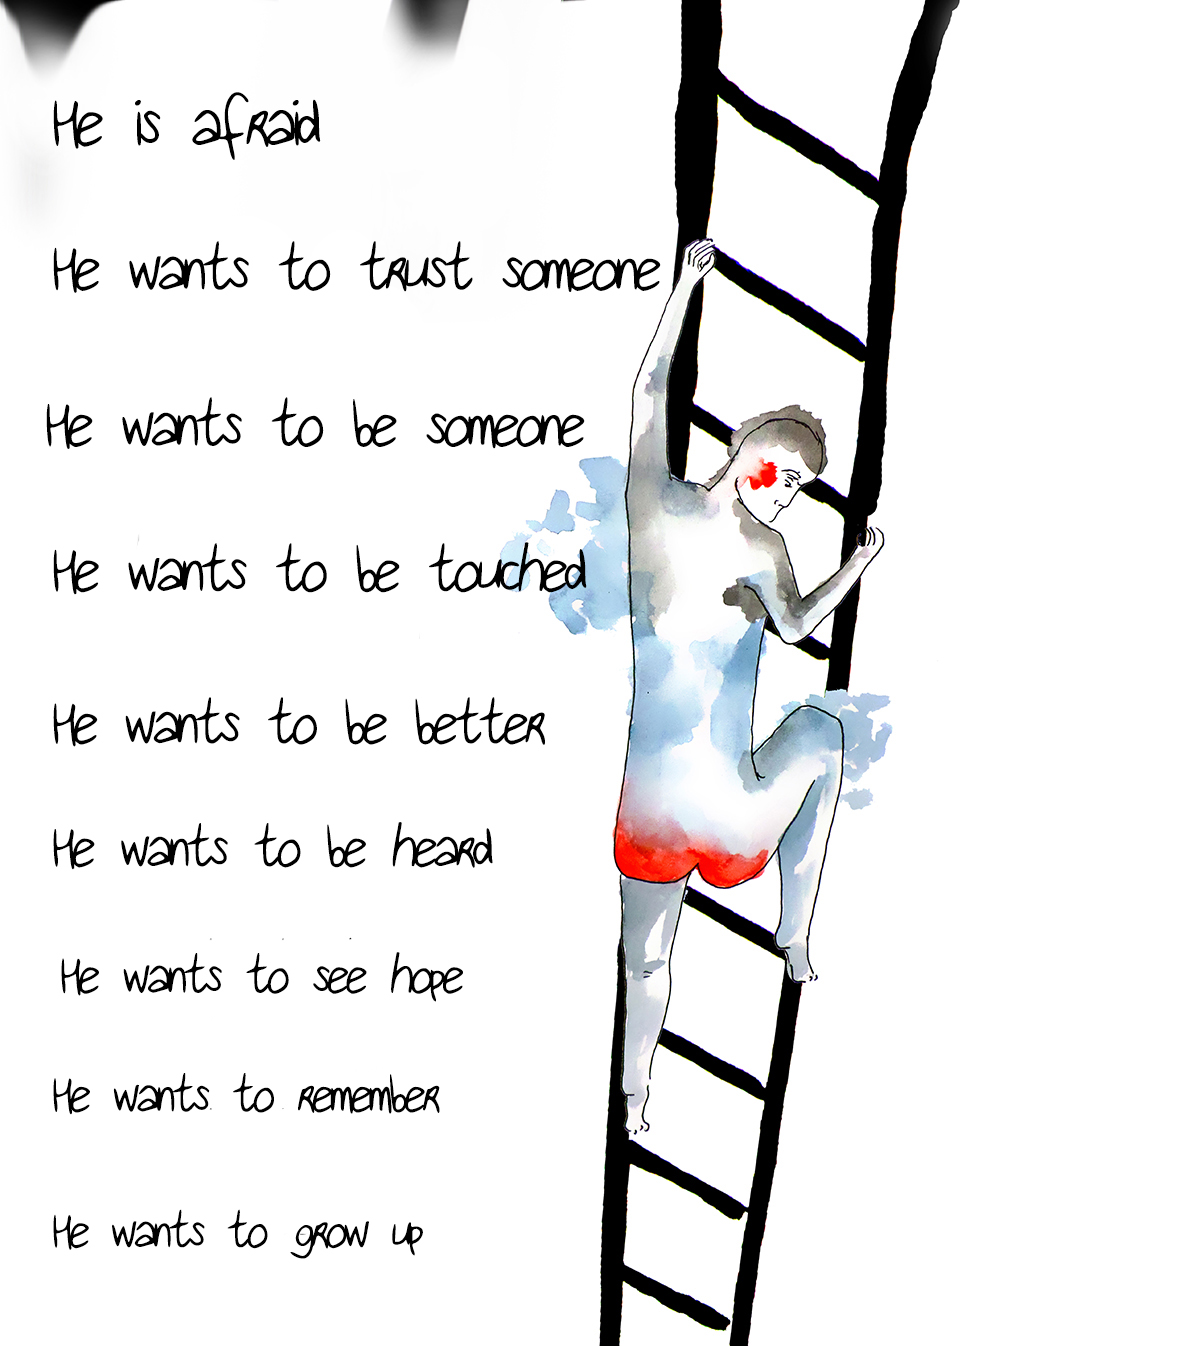 He is afraid
He wants to trust someone
He wants to be someone
He wants to be touched
He wants to be better
He wants to be heard
He wants to see hope
He wants to remember
He wants to grow up